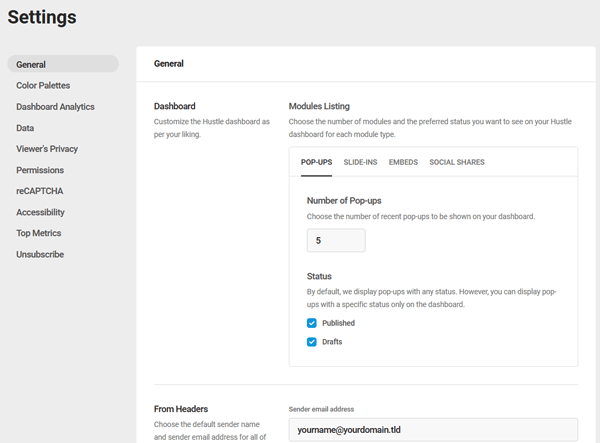 Settings
General
Color Palettes
Dashboard Analytics
Data
Viewer's Privacy
Permissions
reCAPTCHA
Accessibility
Top Metrics
Unsubscribe
General
Dashboard
Customize the Hustle dashboard as
per your liking.
Modules Listing
Choose the number of modules and the preferred status you want to see on your Hustle
dashboard for each module type.
POP-UPS SLIDE-INS EMBEDS SOCIAL SHARES
Number of Pop-ups
Choose the number of recent pop-ups to be shown on your dashboard.
5
Status
By default, we display pop-ups with any status. However, you can display pop-
ups with a specific status only on the dashboard.
Published
Drafts
From Headers
Choose the default sender name
and sender email address for all of
Sender email address
yourname@yourdomain.tld